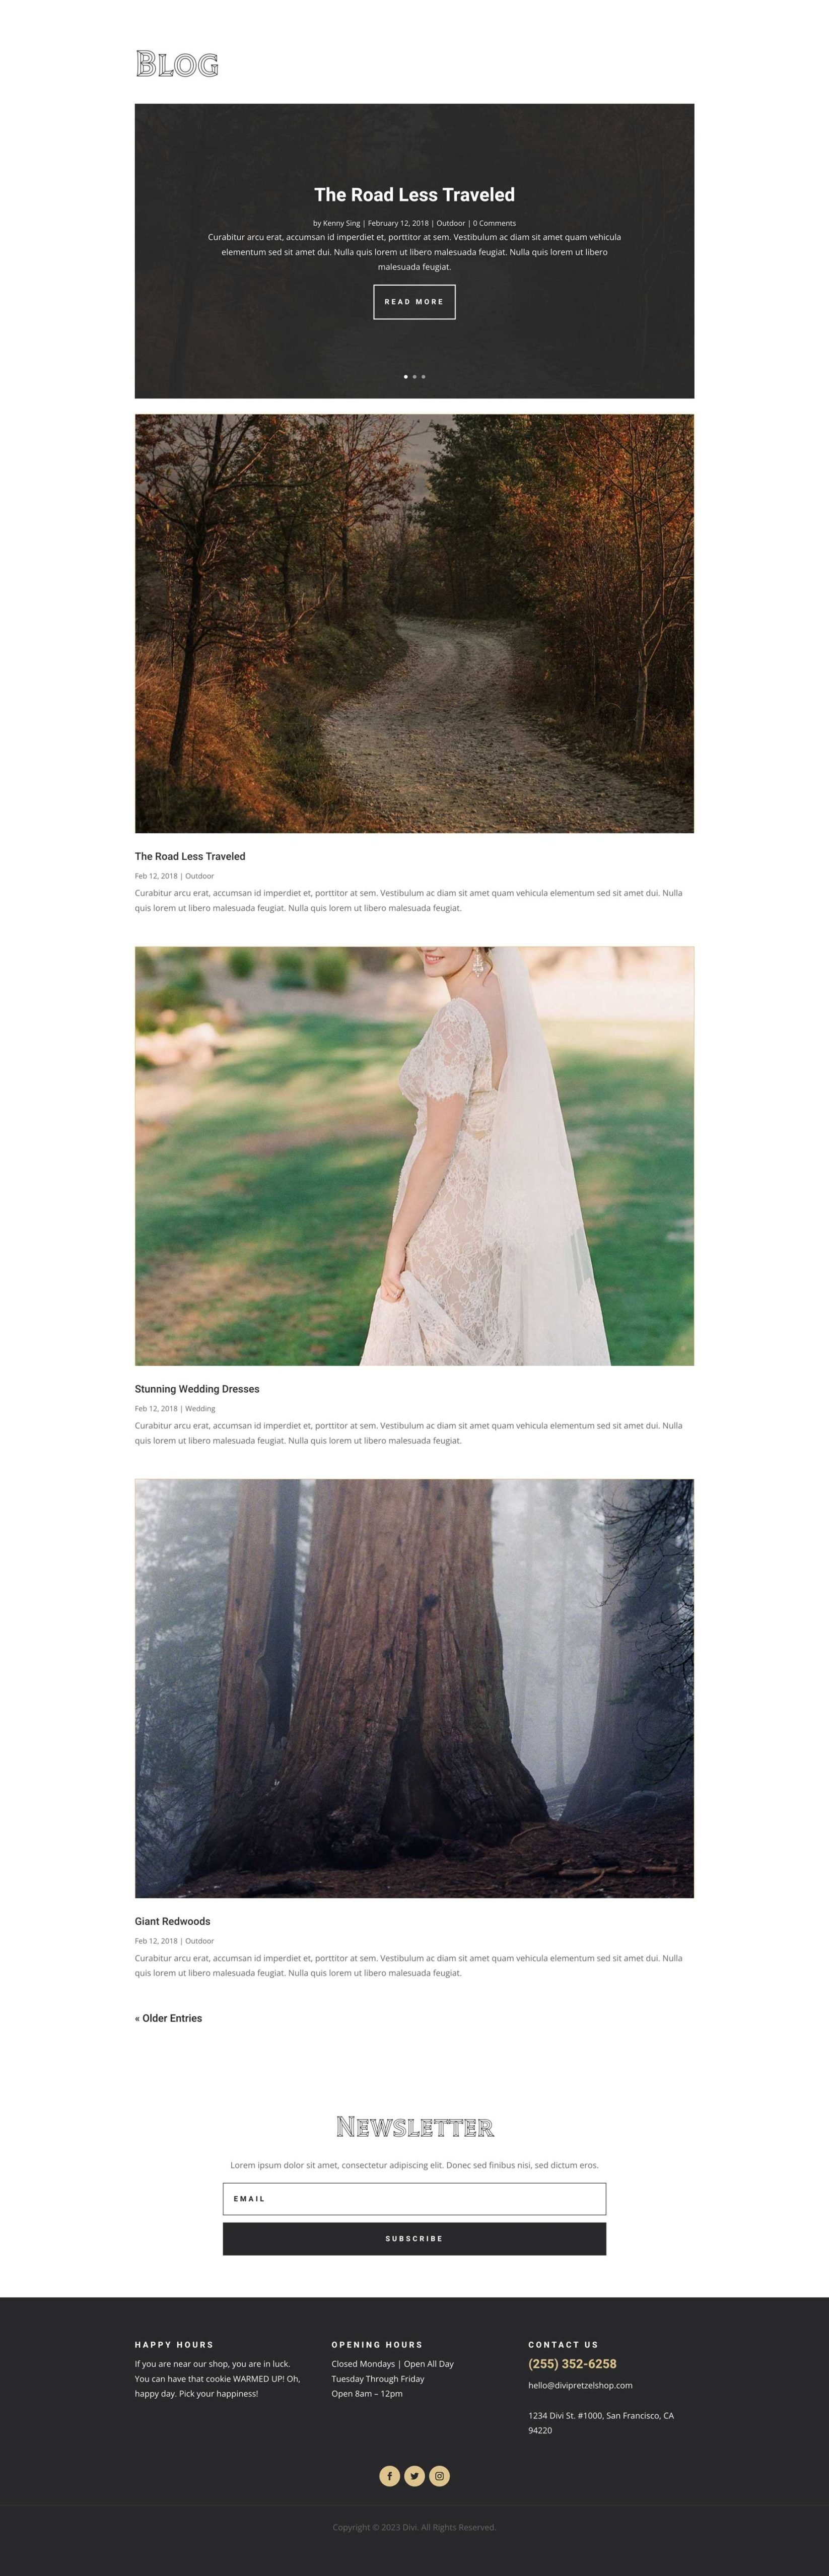 Blog
The Road Less Traveled
by Kenny Sing | February 12, 2018 | Outdoor | 0 Comments
Curabitur arcu erat, accumsan id imperdiet et, porttitor at sem. Vestibulum ac diam sit amet quam vehicula
elementum sed sit amet dui. Nulla quis lorem ut libero malesuada feugiat. Nulla quis lorem ut libero
malesuada feugiat.
READ MORE
The Road Less Traveled
Feb 12, 2018 | Outdoor
Curabitur arcu erat, accumsan id imperdiet et, porttitor at sem. Vestibulum ac diam sit amet quam vehicula elementum sed sit amet dui. Nulla
quis lorem ut libero malesuada feugiat. Nulla quis lorem ut libero malesuada feugiat.
Stunning Wedding Dresses
Feb 12, 2018 | Wedding
Curabitur arcu erat, accumsan id imperdiet et, porttitor at sem. Vestibulum ac diam sit amet quam vehicula elementum sed sit amet dui. Nulla
quis lorem ut libero malesuada feugiat. Nulla quis lorem ut libero malesuada feugiat.
Giant Redwoods
Feb 12, 2018 | Outdoor
Curabitur arcu erat, accumsan id imperdiet et, porttitor at sem. Vestibulum ac diam sit amet quam vehicula elementum sed sit amet dui. Nulla
quis lorem ut libero malesuada feugiat. Nulla quis lorem ut libero malesuada feugiat.
« Older Entries
Newsletter
Lorem ipsum dolor sit amet, consectetur adipiscing elit. Donec sed finibus nisi, sed dictum eros.
EMAIL
SUBSCRIBE
HAPPY HOURS
If you are near our shop, you are in luck.
You can have that cookie WARMED UP! Oh,
happy day. Pick your happiness!
OPENING HOURS
Closed Mondays | Open All Day
Tuesday Through Friday
Open 8am – 12pm
CONTACT US
(255) 352-6258
hello@divipretzelshop.com
1234 Divi St. #1000, San Francisco, CA
94220
Copyright © 2023 Divi. All Rights Reserved.